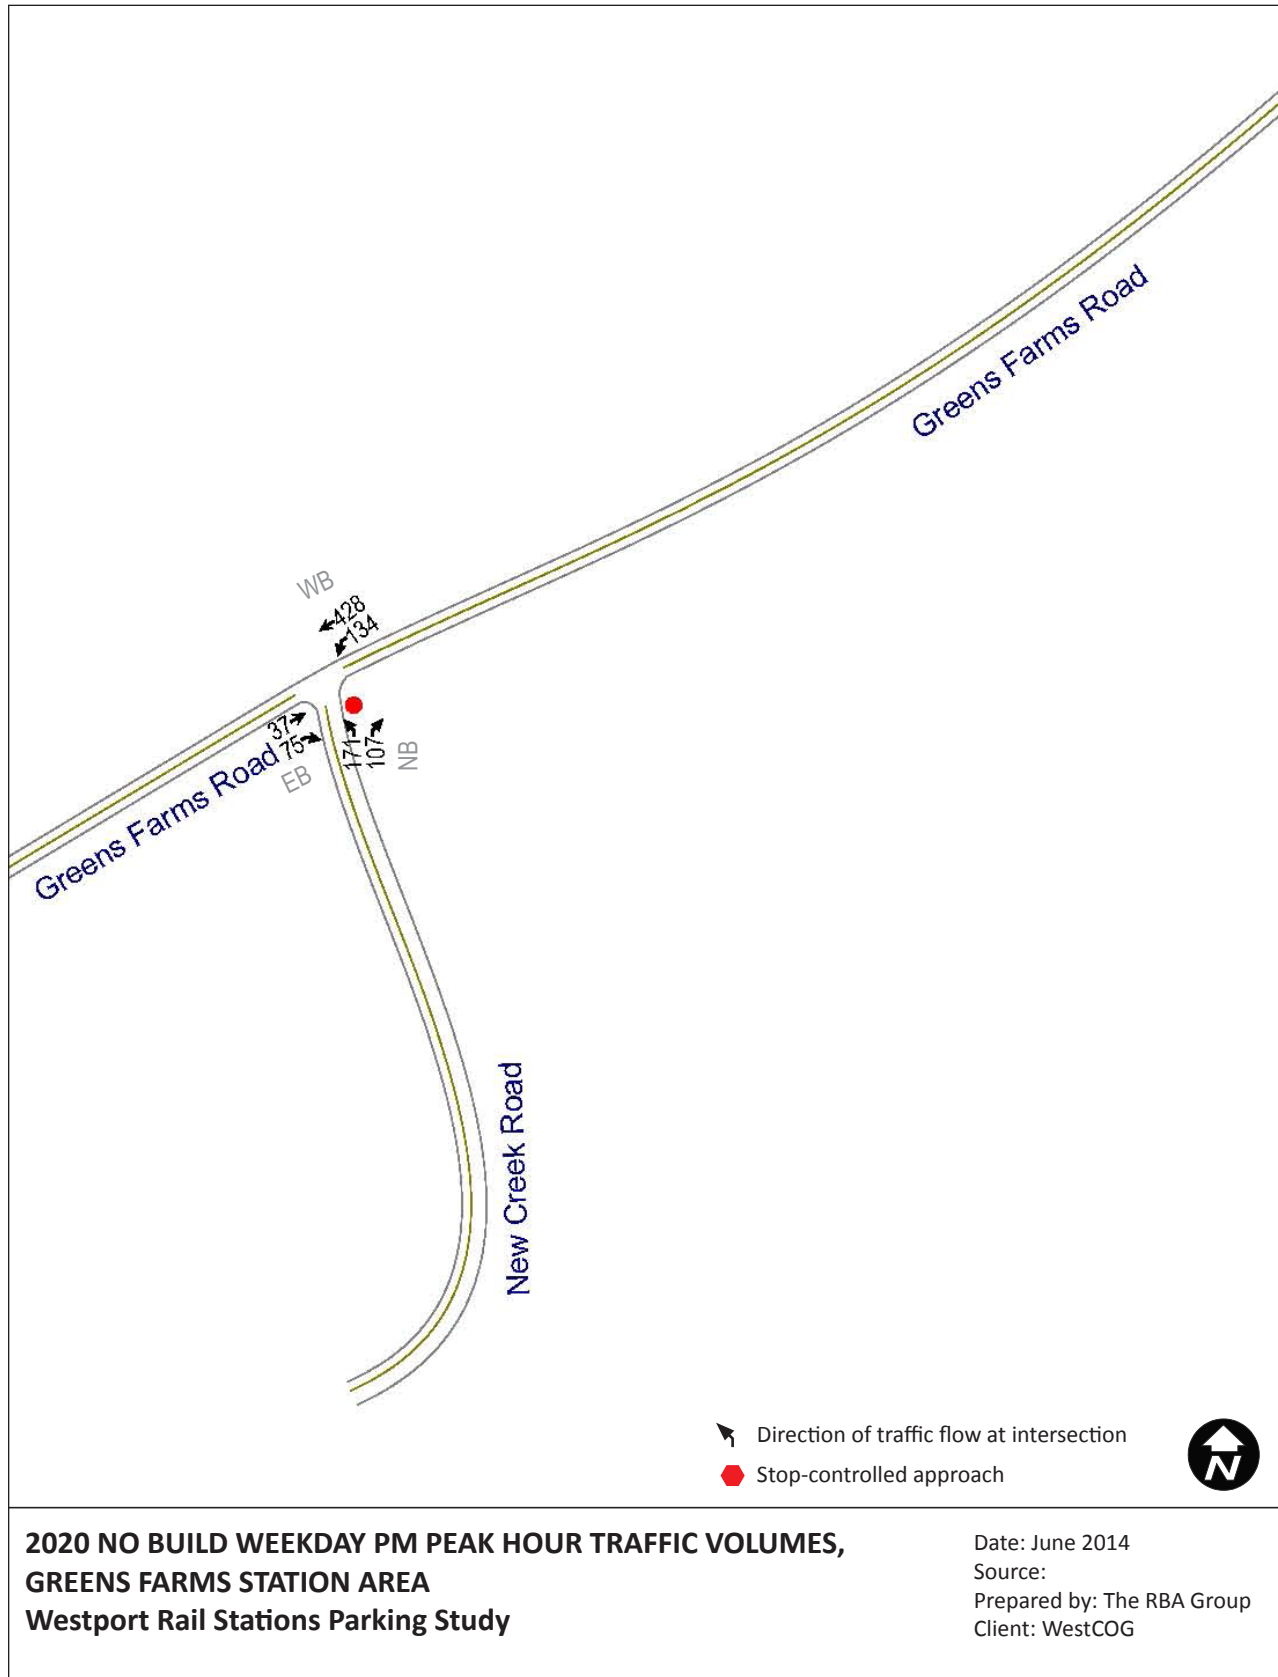 Greens Farms Road
WB
428
134
37
75
EB
171
107
NB
Greens Farms Road
New Creek Road
Direction of traffic flow at intersection
Stop-controlled approach
N
2020 NO BUILD WEEKDAY PM PEAK HOUR TRAFFIC VOLUMES,
GREENS FARMS STATION AREA
Westport Rail Stations Parking Study
Date: June 2014
Source:
Prepared by: The RBA Group
Client: WestCOG